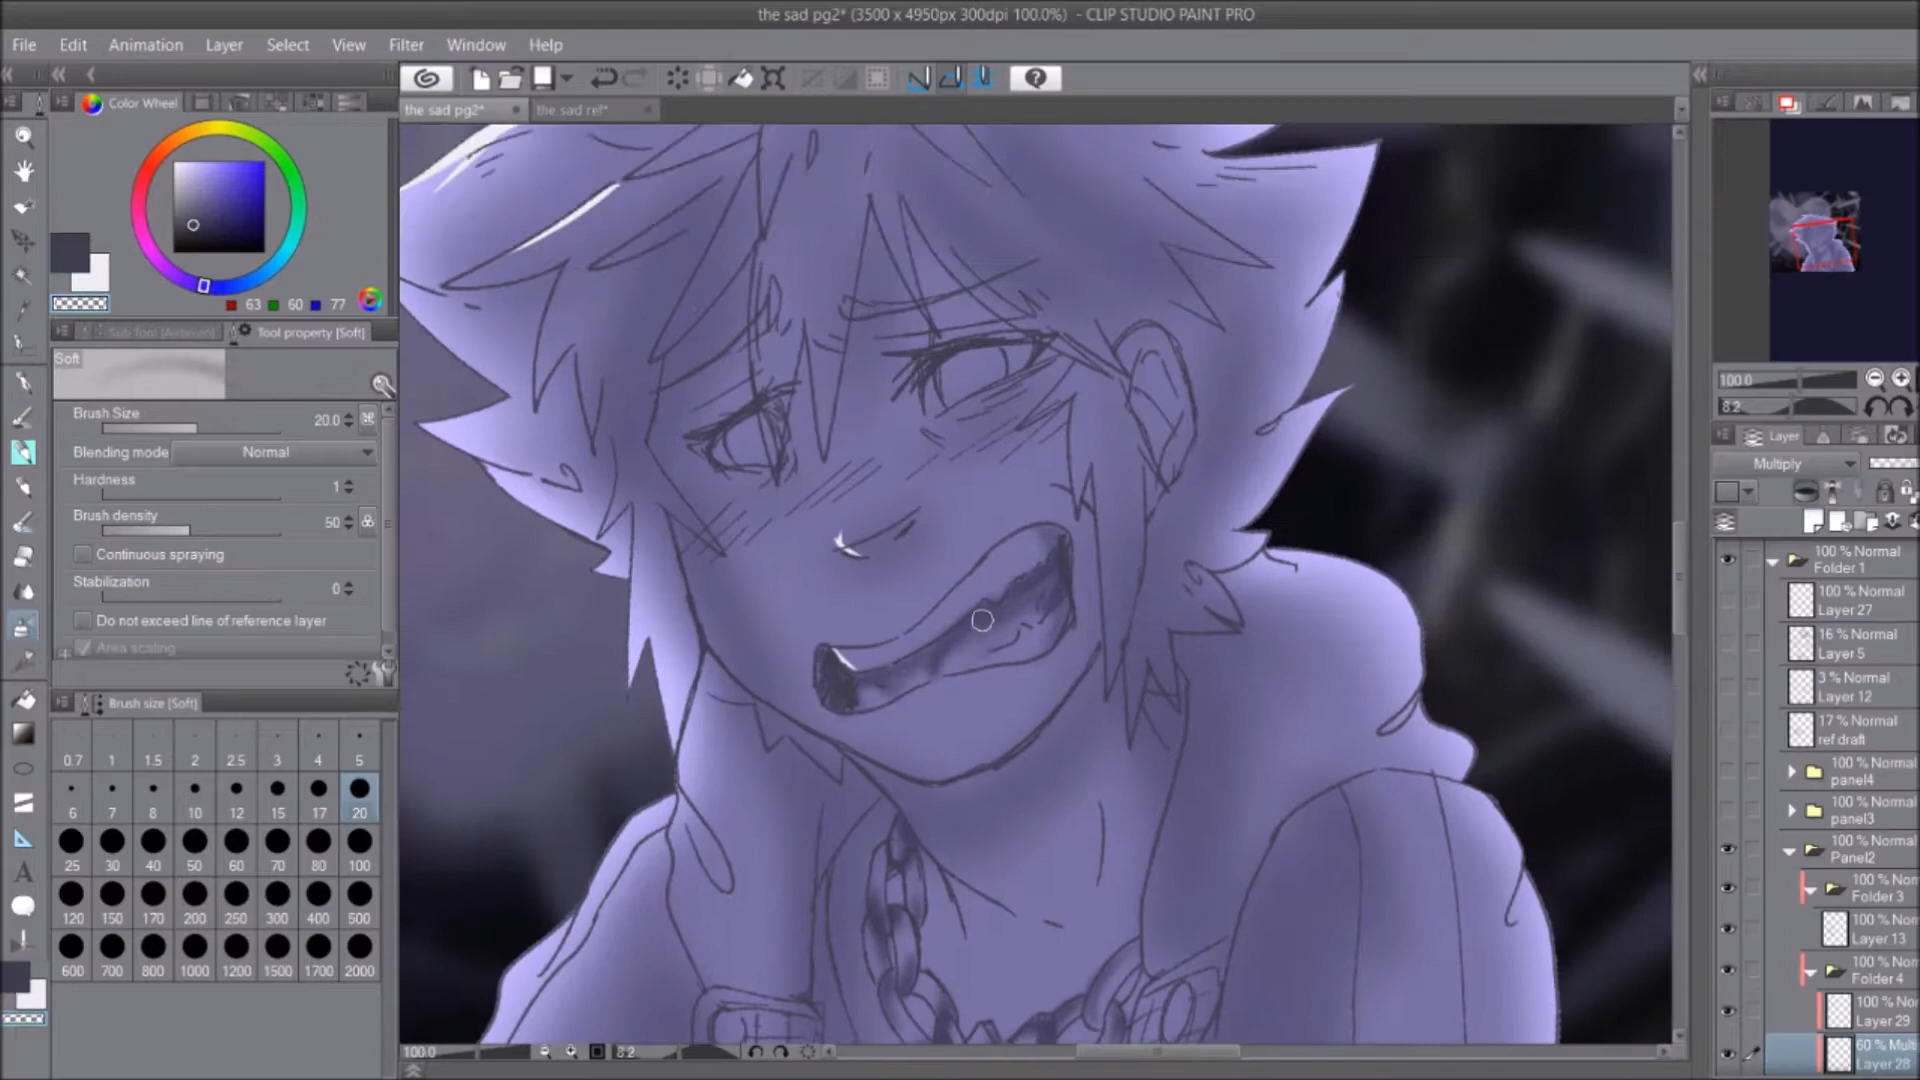 the sad pg2* (3500 x 4950px 300dpi 100.0%) - CLIP STUDIO PAINT PRO
File Edit Animation Layer Select View Filter Window Help
the sad pg2* the sad ref*
Color Wheel
63 60 77
Sub Tool Tool property [Soft]
Soft
Brush Size 20.0
Blending mode Normal
Hardness 1
Brush density 50
Continuous spraying
Stabilization 0
Do not exceed line of reference layer
Area scaling
Brush size [Soft]
0.7 1 1.5 2 2.5 3 4 5
6 7 8 10 12 15 17 20
25 30 40 50 60 70 80 100
120 150 170 200 250 300 400 500
600 700 800 1000 1200 1500 1700 2000
100.0 8.2
100.0
8.2
Layer
Multiply
100 % Normal
Folder 1
100 % Normal
Layer 27
16 % Normal
Layer 5
3 % Normal
Layer 12
17 % Normal
ref draft
100 % Normal
panel4
100 % Normal
panel3
100 % Normal
Panel2
100 % Nor
Folder 3
100 % No
Layer 13
100 % No
Folder 4
100 % No
Layer 29
60 % Mult
Layer 28